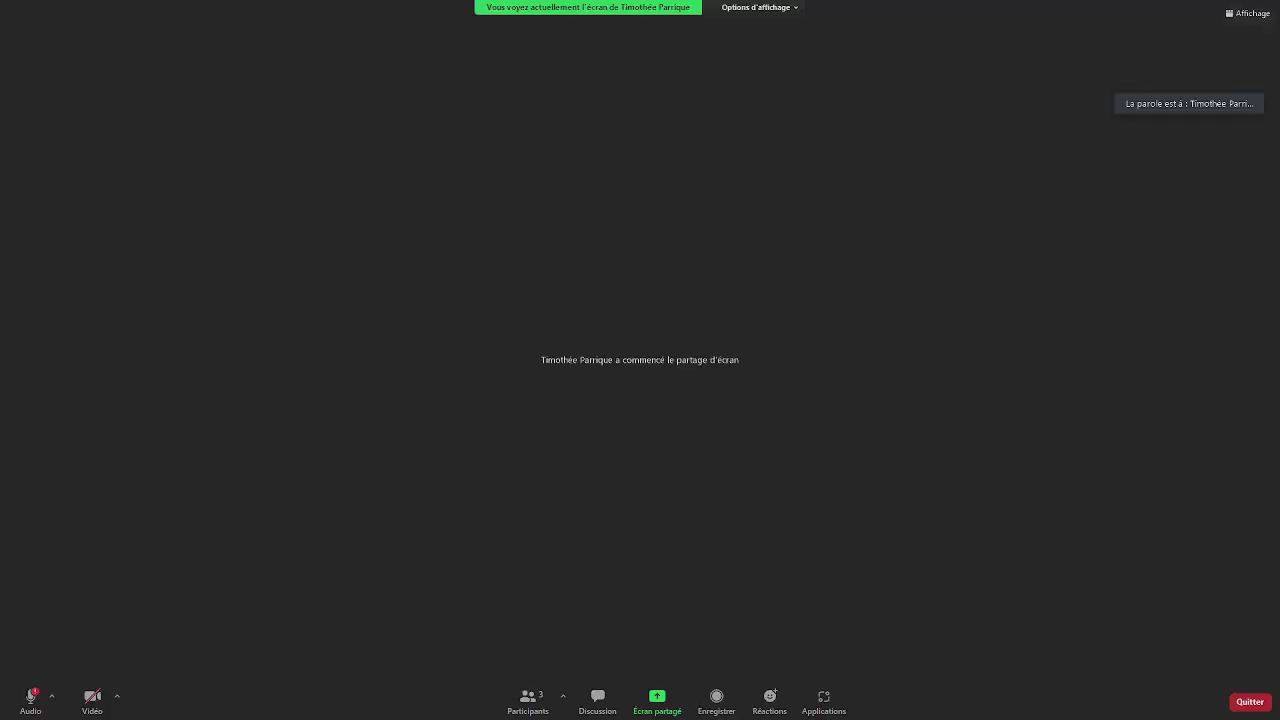 Vous voyez actuellement l'écran de Timothée Parrique
Options d'affichage
Affichage
La parole est à : Timothée Parri...
Timothée Parrique a commencé le partage d'écran
Audio
Vidéo
3
Participants
Discussion
Écran partagé
Enregistrer
Réactions
Applications
Quitter